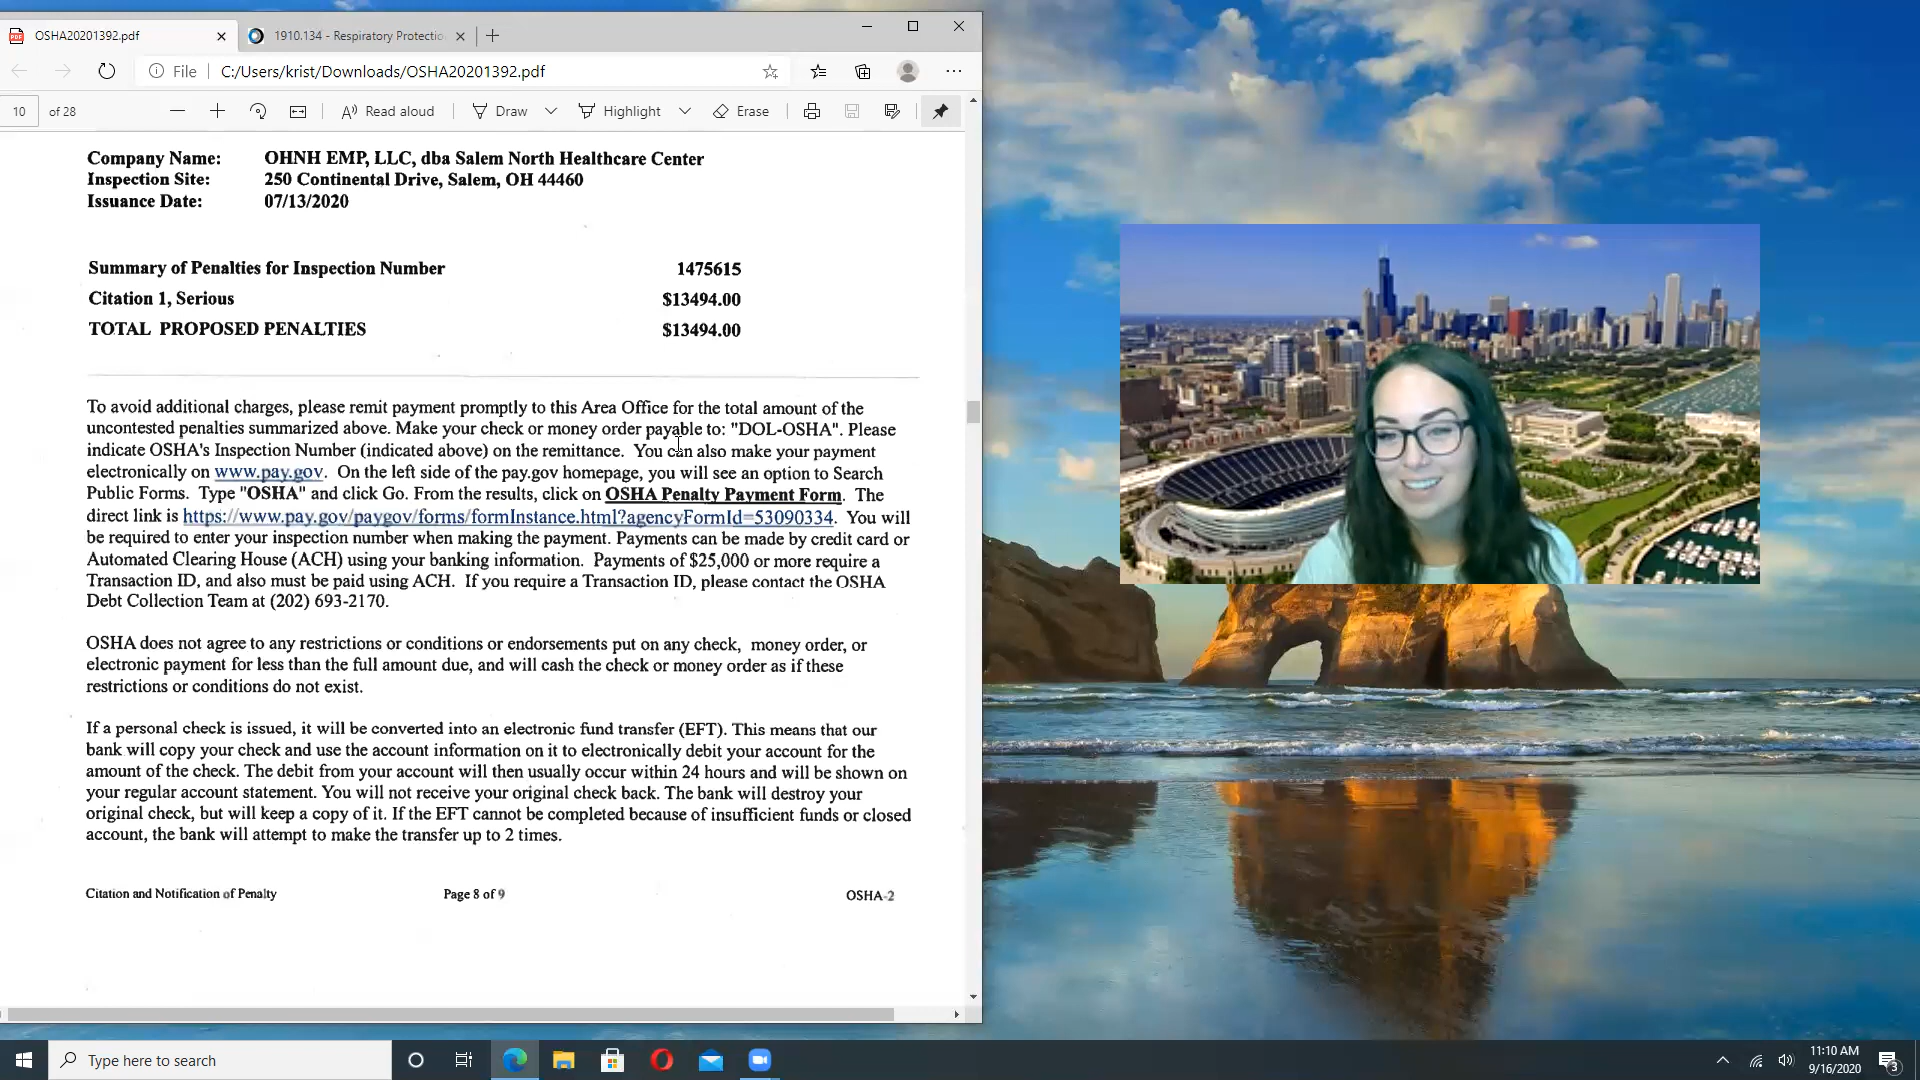 OSHA20201392.pdf
1910.134 - Respiratory Protectio
File
C:/Users/krist/Downloads/OSHA20201392.pdf
10 of 28
Read aloud
Draw
Highlight
Erase
Company Name: OHNH EMP, LLC, dba Salem North Healthcare Center
Inspection Site: 250 Continental Drive, Salem, OH 44460
Issuance Date: 07/13/2020
Summary of Penalties for Inspection Number 1475615
Citation 1, Serious $13494.00
TOTAL PROPOSED PENALTIES $13494.00
To avoid additional charges, please remit payment promptly to this Area Office for the total amount of the
uncontested penalties summarized above. Make your check or money order payable to: "DOL-OSHA". Please
indicate OSHA's Inspection Number (indicated above) on the remittance. You can also make your payment
electronically on www.pay.gov. On the left side of the pay.gov homepage, you will see an option to Search
Public Forms. Type "OSHA" and click Go. From the results, click on OSHA Penalty Payment Form. The
direct link is https://www.pay.gov/paygov/forms/formInstance.html?agencyFormId=53090334. You will
be required to enter your inspection number when making the payment. Payments can be made by credit card or
Automated Clearing House (ACH) using your banking information. Payments of $25,000 or more require a
Transaction ID, and also must be paid using ACH. If you require a Transaction ID, please contact the OSHA
Debt Collection Team at (202) 693-2170.
OSHA does not agree to any restrictions or conditions or endorsements put on any check, money order, or
electronic payment for less than the full amount due, and will cash the check or money order as if these
restrictions or conditions do not exist.
If a personal check is issued, it will be converted into an electronic fund transfer (EFT). This means that our
bank will copy your check and use the account information on it to electronically debit your account for the
amount of the check. The debit from your account will then usually occur within 24 hours and will be shown on
your regular account statement. You will not receive your original check back. The bank will destroy your
original check, but will keep a copy of it. If the EFT cannot be completed because of insufficient funds or closed
account, the bank will attempt to make the transfer up to 2 times.
Citation and Notification of Penalty Page 8 of 9 OSHA-2
Type here to search
11:10 AM
9/16/2020
3